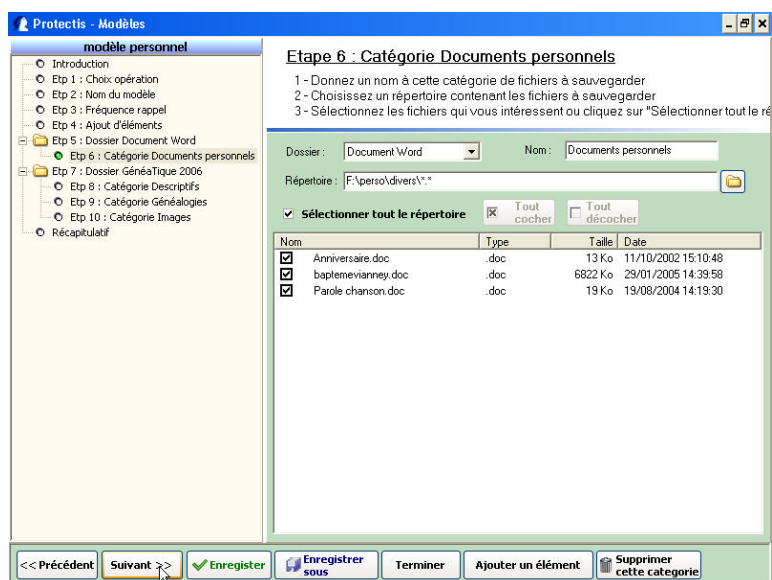 Protectis - Modèles
modèle personnel
Introduction
Etp 1 : Choix opération
Etp 2 : Nom du modèle
Etp 3 : Fréquence rappel
Etp 4 : Ajout d'éléments
Etp 5 : Dossier Document Word
Etp 6 : Catégorie Documents personnels
Etp 7 : Dossier GénéaTique 2006
Etp 8 : Catégorie Descriptifs
Etp 9 : Catégorie Généalogies
Etp 10 : Catégorie Images
Récapitulatif
Etape 6 : Catégorie Documents personnels
1 - Donnez un nom à cette catégorie de fichiers à sauvegarder
2 - Choisissez un répertoire contenant les fichiers à sauvegarder
3 - Sélectionnez les fichiers qui vous intéressent ou cliquez sur "Sélectionner tout le ré
Dossier : Document Word Nom : Documents personnels
Répertoire : F:\perso\divers\*.*
Sélectionner tout le répertoire Tout cocher Tout décocher
Nom Type Taille Date
Anniversaire.doc .doc 13 Ko 11/10/2002 15:10:48
baptemevianney.doc .doc 6822 Ko 29/01/2005 14:39:58
Parole chanson.doc .doc 19 Ko 19/08/2004 14:19:30
<< Précédent Suivant >> Enregister Enregistrer sous Terminer Ajouter un élément Supprimer cette categorie